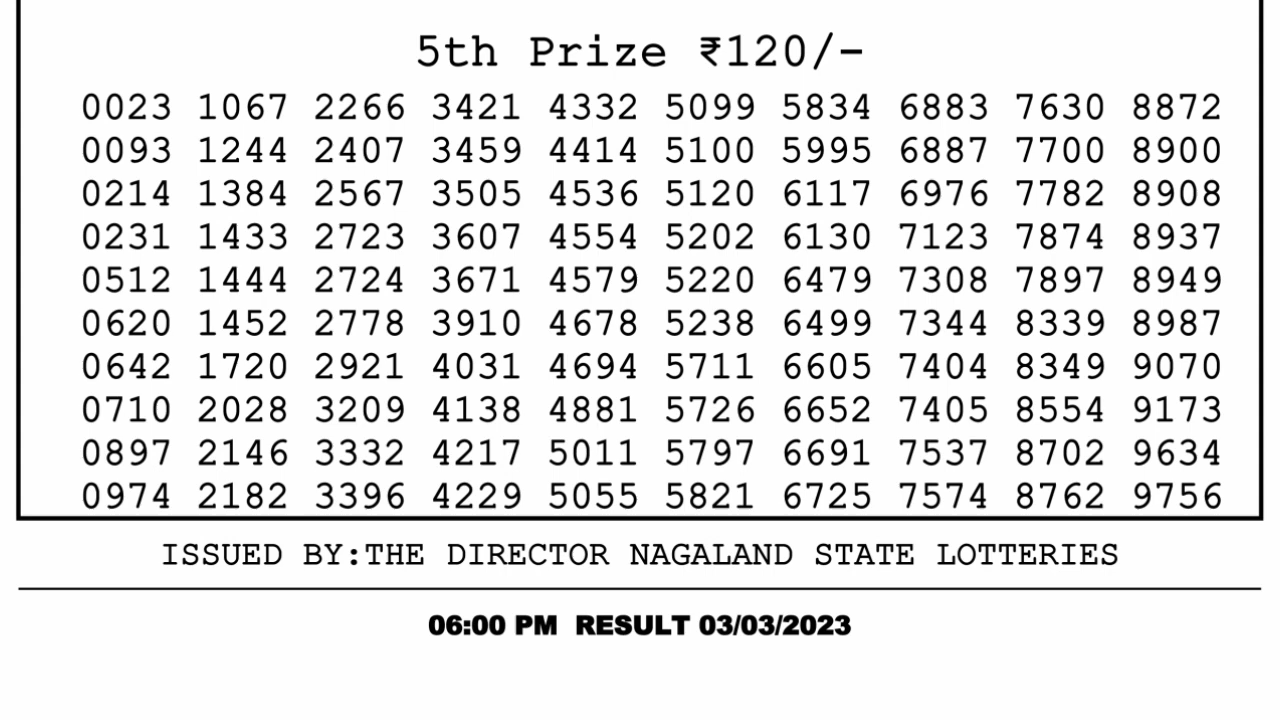 5th Prize ₹120/-
0023 1067 2266 3421 4332 5099 5834 6883 7630 8872
0093 1244 2407 3459 4414 5100 5995 6887 7700 8900
0214 1384 2567 3505 4536 5120 6117 6976 7782 8908
0231 1433 2723 3607 4554 5202 6130 7123 7874 8937
0512 1444 2724 3671 4579 5220 6479 7308 7897 8949
0620 1452 2778 3910 4678 5238 6499 7344 8339 8987
0642 1720 2921 4031 4694 5711 6605 7404 8349 9070
0710 2028 3209 4138 4881 5726 6652 7405 8554 9173
0897 2146 3332 4217 5011 5797 6691 7537 8702 9634
0974 2182 3396 4229 5055 5821 6725 7574 8762 9756
ISSUED BY:THE DIRECTOR NAGALAND STATE LOTTERIES
06:00 PM RESULT 03/03/2023